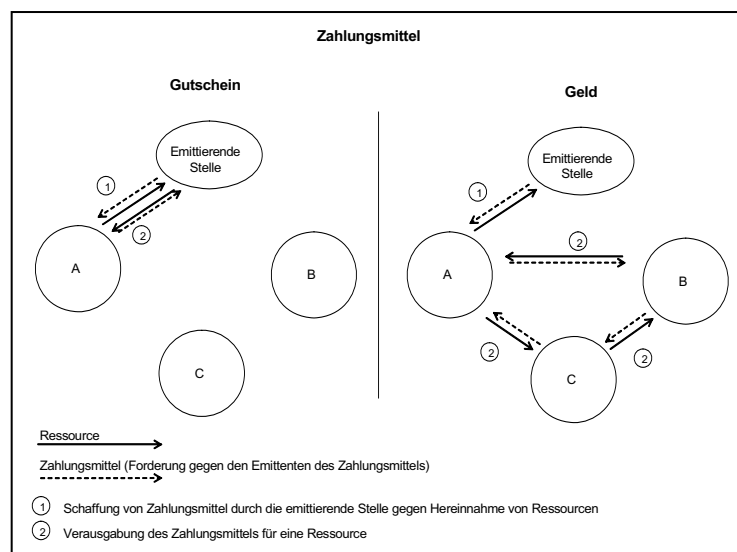 Zahlungsmittel
Gutschein
Emittierende
Stelle
1
2
A
B
C
Geld
Emittierende
Stelle
1
2
A
B
2
2
C
Ressource
Zahlungsmittel (Forderung gegen den Emittenten des Zahlungsmittels)
1 Schaffung von Zahlungsmittel durch die emittierende Stelle gegen Hereinnahme von Ressourcen
2 Verausgabung des Zahlungsmittels für eine Ressource